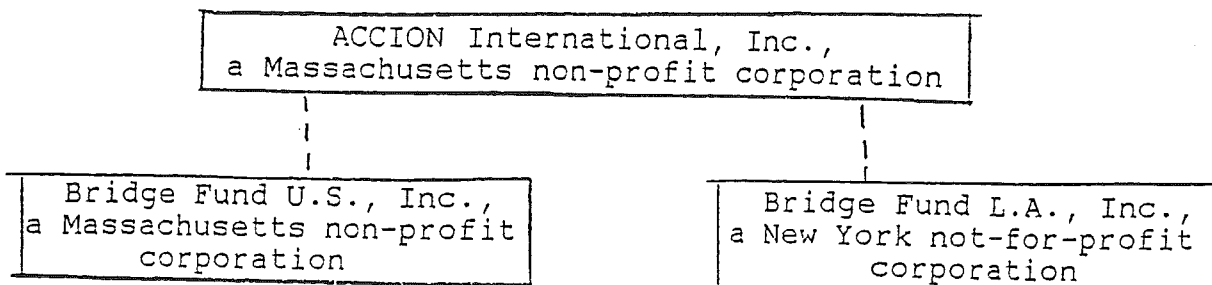 ACCION International, Inc.,
a Massachusetts non-profit corporation
Bridge Fund U.S., Inc.,
a Massachusetts non-profit
corporation
Bridge Fund L.A., Inc.,
a New York not-for-profit
corporation